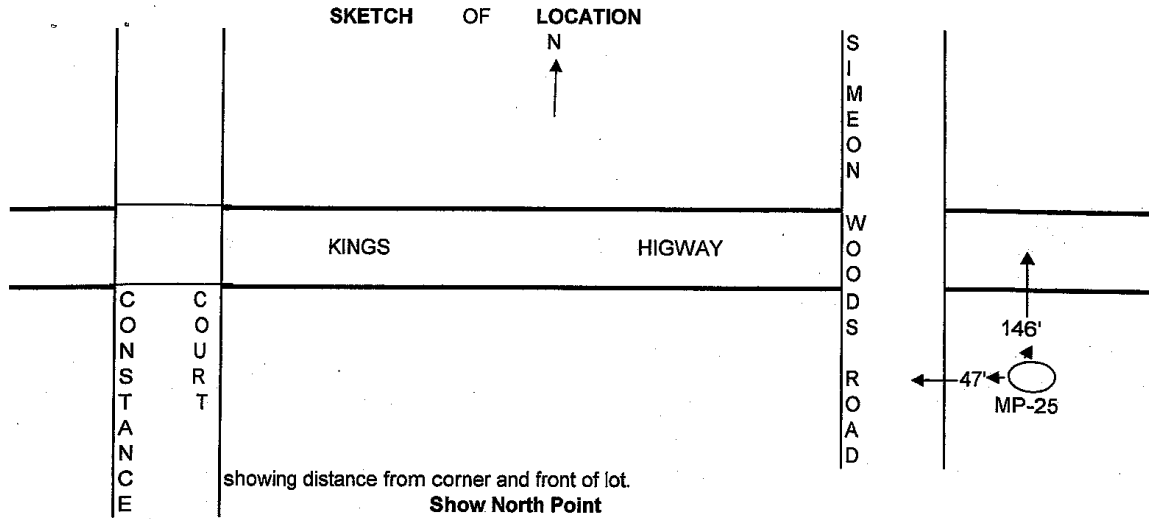 SKETCH OF LOCATION
N
SIMEON WOODS ROAD
KINGS HIGWAY
CONSTANCE COURT
146'
47'
MP-25
showing distance from corner and front of lot.
Show North Point